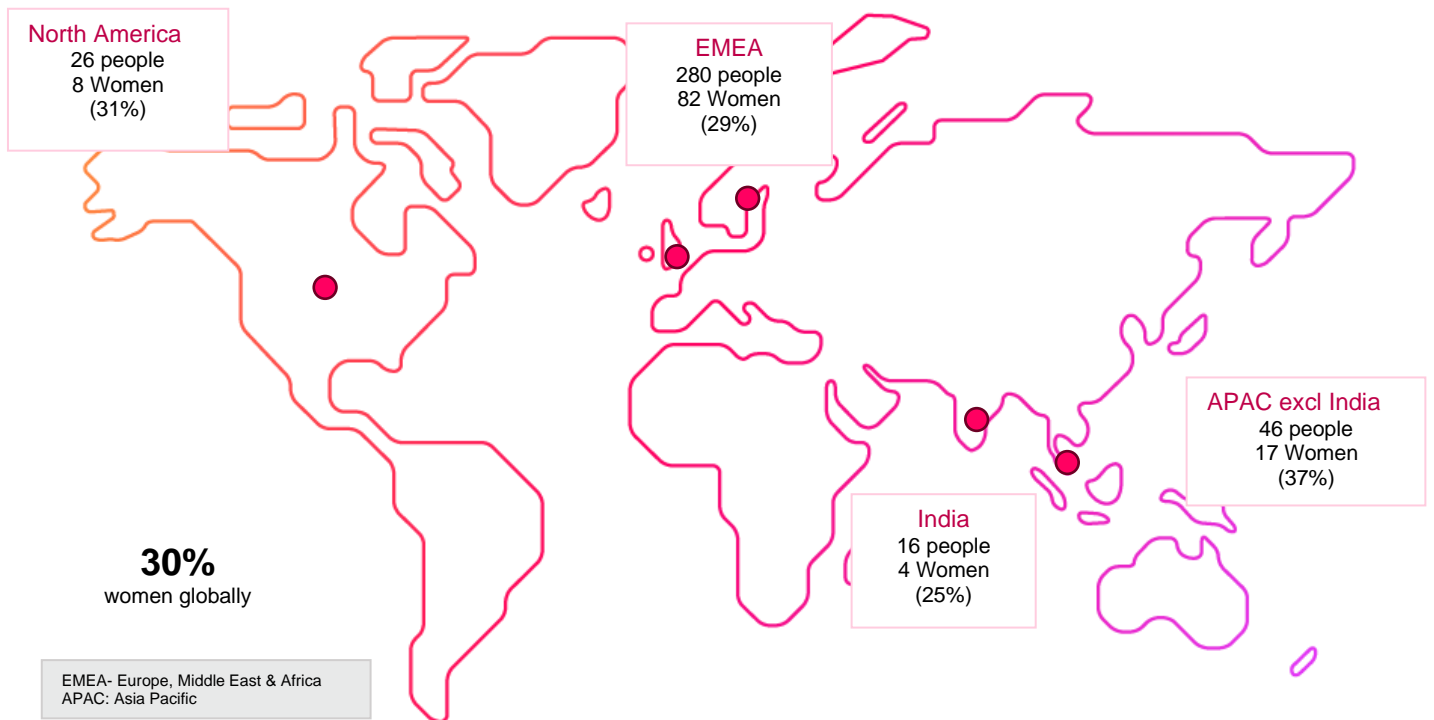 North America
26 people
8 Women
(31%)
EMEA
280 people
82 Women
(29%)
APAC excl India
46 people
17 Women
(37%)
India
16 people
4 Women
(25%)
30%
women globally
EMEA- Europe, Middle East & Africa
APAC: Asia Pacific